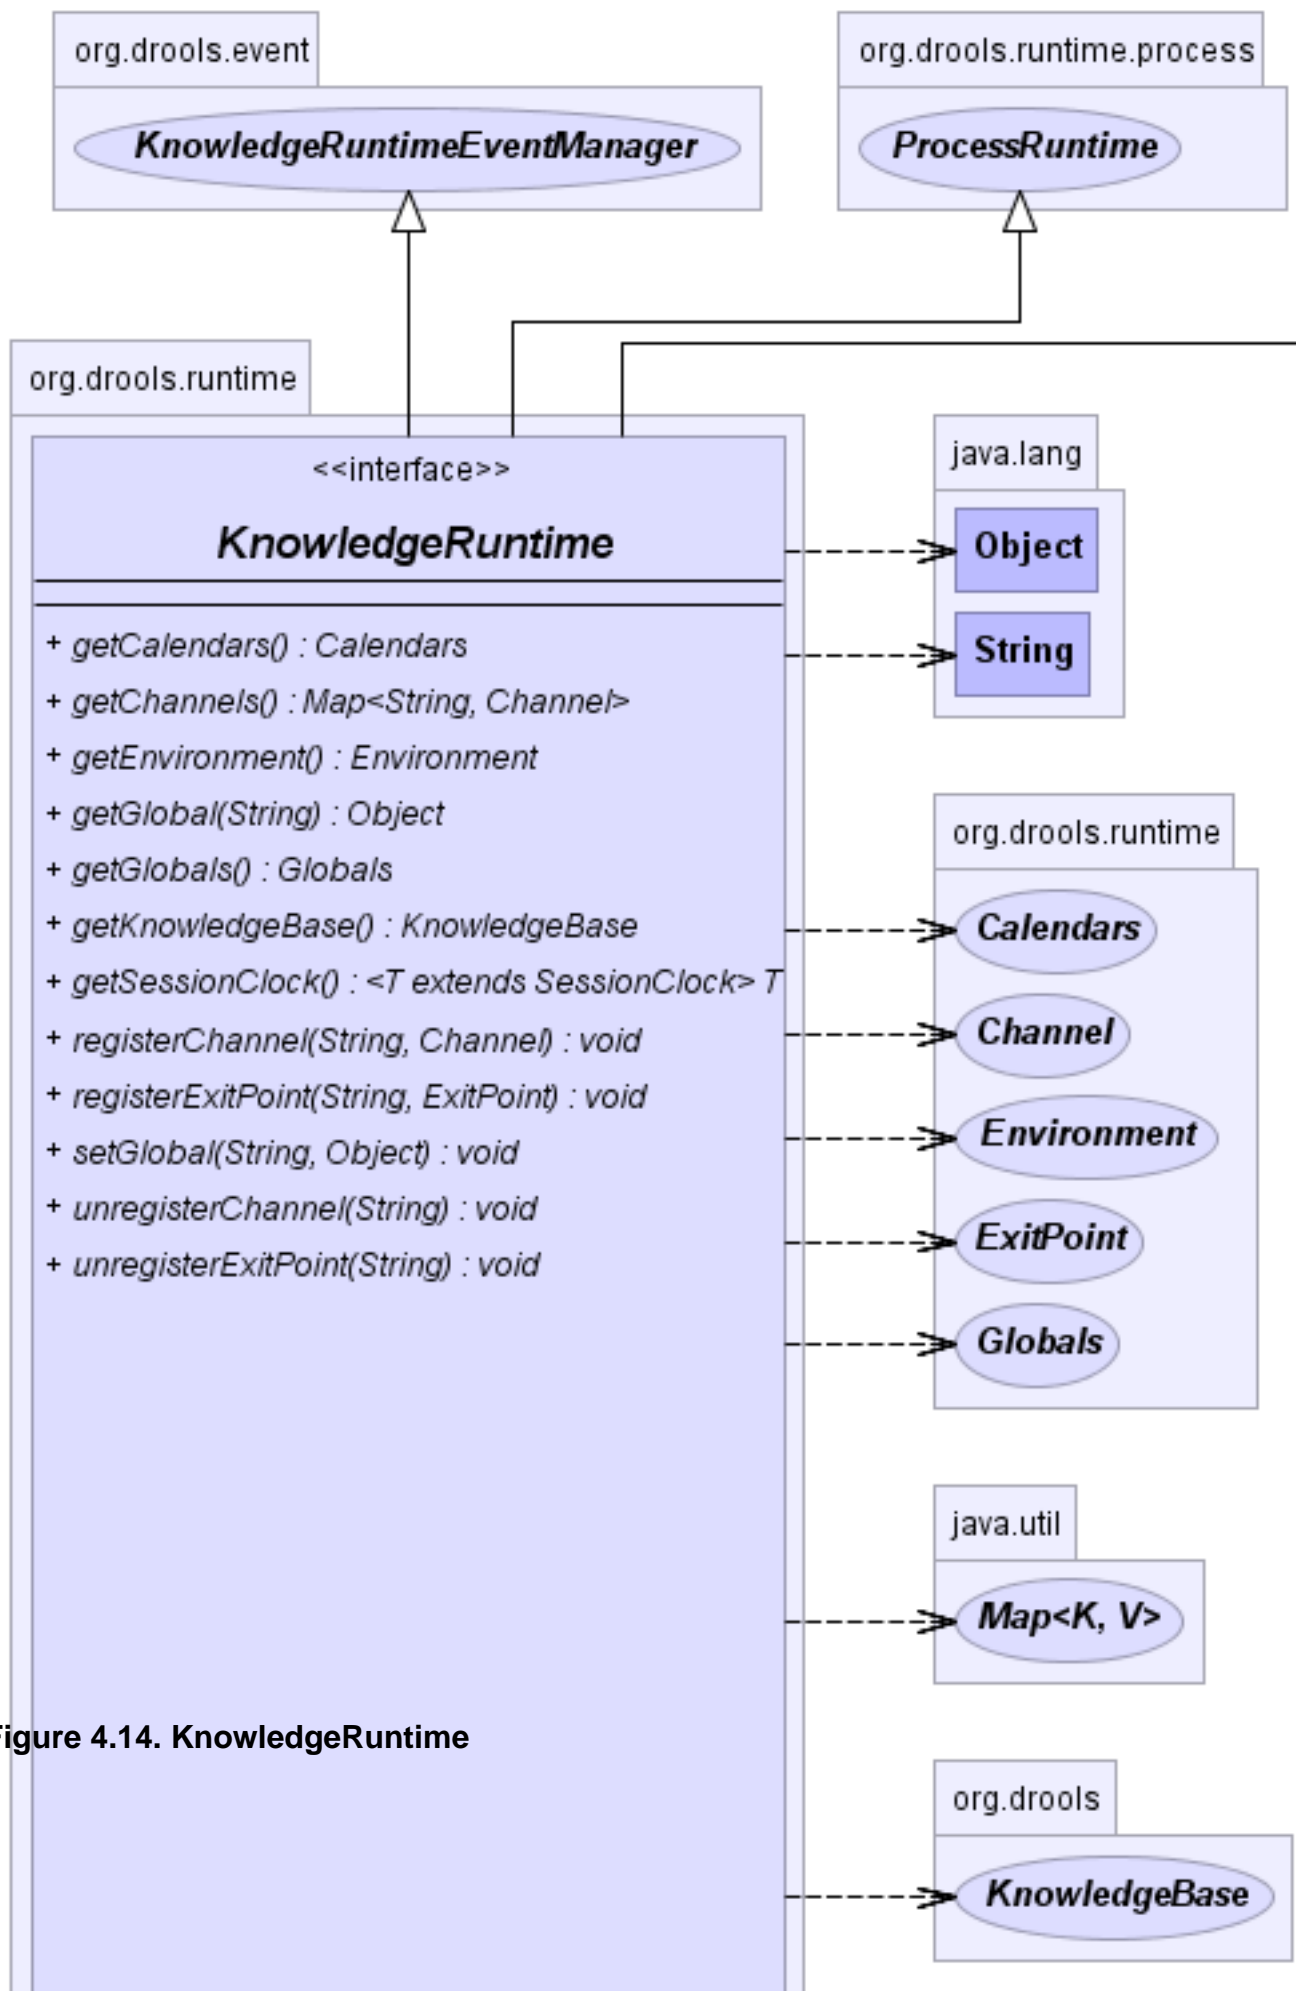 org.drools.event
KnowledgeRuntimeEventManager
org.drools.runtime.process
ProcessRuntime
org.drools.runtime
<<interface>>
KnowledgeRuntime
+ getCalendars() : Calendars
+ getChannels() : Map<String, Channel>
+ getEnvironment() : Environment
+ getGlobal(String) : Object
+ getGlobals() : Globals
+ getKnowledgeBase() : KnowledgeBase
+ getSessionClock() : <T extends SessionClock> T
+ registerChannel(String, Channel) : void
+ registerExitPoint(String, ExitPoint) : void
+ setGlobal(String, Object) : void
+ unregisterChannel(String) : void
+ unregisterExitPoint(String) : void
java.lang
Object
String
org.drools.runtime
Calendars
Channel
Environment
ExitPoint
Globals
java.util
Map<K, V>
Figure 4.14. KnowledgeRuntime
org.drools
KnowledgeBase